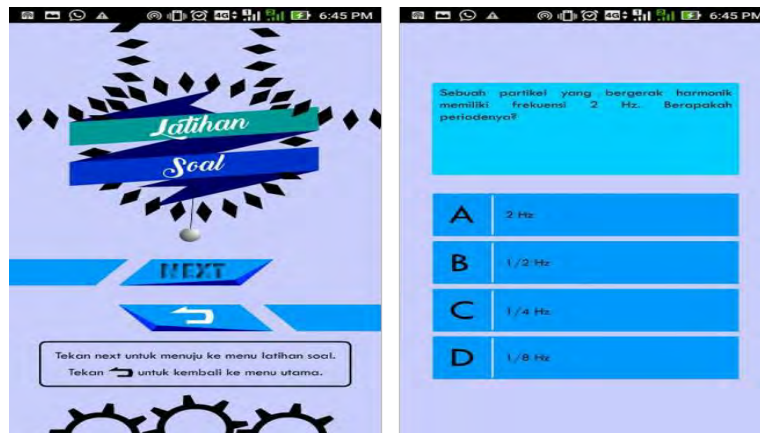 6:45 PM
Latihan
Soal
NEXT
Tekan next untuk menuju ke menu latihan soal.
Tekan untuk kembali ke menu utama.
4G 6:45 PM
Sebuah partikel yang bergerak harmonik
memiliki frekuensi 2 Hz. Berapakah
periodenya?
A 2 Hz
B 1/2 Hz
C 1/4 Hz
D 1/8 Hz